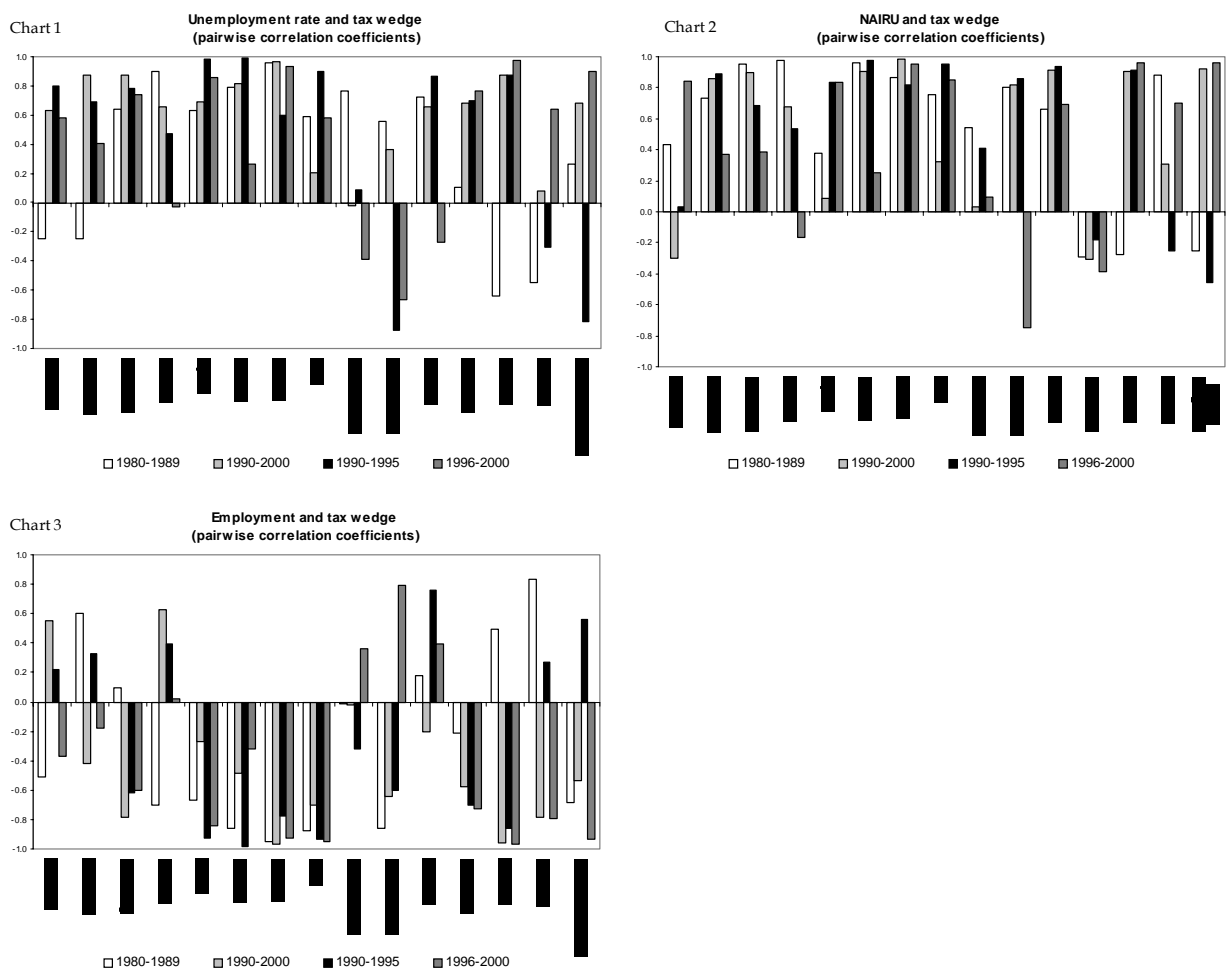 Chart 1
Unemployment rate and tax wedge
(pairwise correlation coefficients)
1.0
0.8
0.6
0.4
0.2
0.0
-0.2
-0.4
-0.6
-0.8
-1.0
1980-1989 1990-2000 1990-1995 1996-2000
Chart 2
NAIRU and tax wedge
(pairwise correlation coefficients)
1.0
0.8
0.6
0.4
0.2
0.0
-0.2
-0.4
-0.6
-0.8
-1.0
1980-1989 1990-2000 1990-1995 1996-2000
Chart 3
Employment and tax wedge
(pairwise correlation coefficients)
1.0
0.8
0.6
0.4
0.2
0.0
-0.2
-0.4
-0.6
-0.8
-1.0
1980-1989 1990-2000 1990-1995 1996-2000